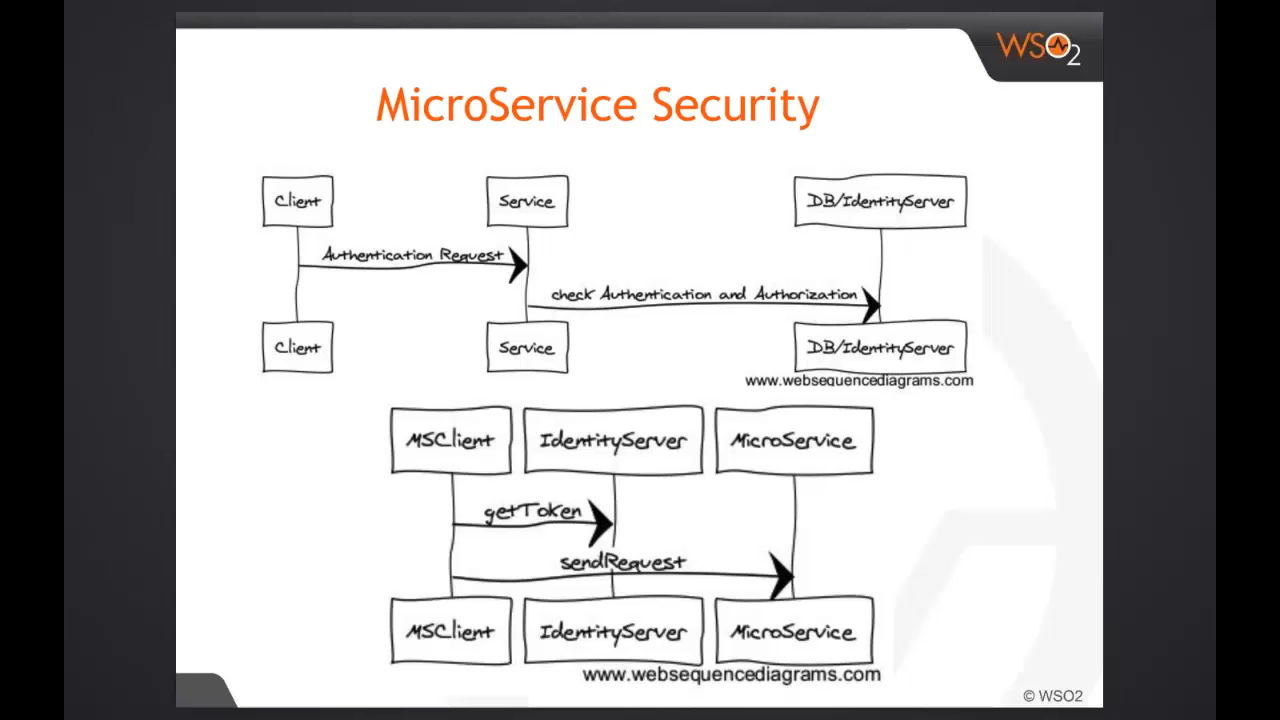 WSO2
MicroService Security
Client
Service
DB/IdentityServer
Authentication Request
check Authentication and Authorization
Client
Service
DB/IdentityServer
www.websequencediagrams.com
MSClient
IdentityServer
MicroService
getToken
sendRequest
MSClient
IdentityServer
MicroService
www.websequencediagrams.com
© WSO2